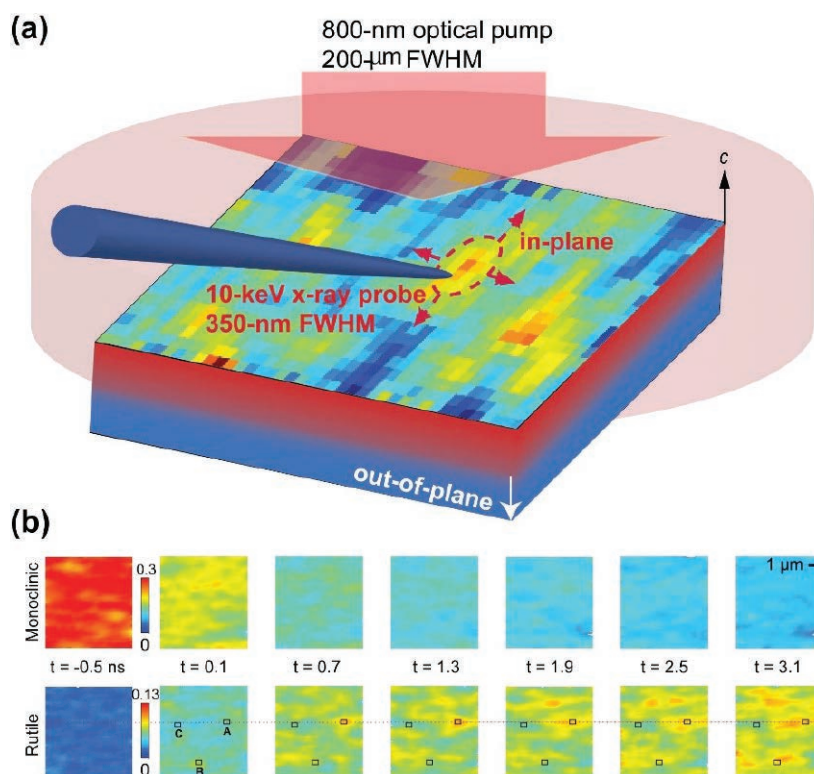 (a)
800-nm optical pump
200-µm FWHM
c
in-plane
10-keV x-ray probe
350-nm FWHM
out-of-plane
(b)
Monoclinic
0.3
0
1 µm
t = -0.5 ns
t = 0.1
t = 0.7
t = 1.3
t = 1.9
t = 2.5
t = 3.1
Rutile
0.13
0
C
A
B